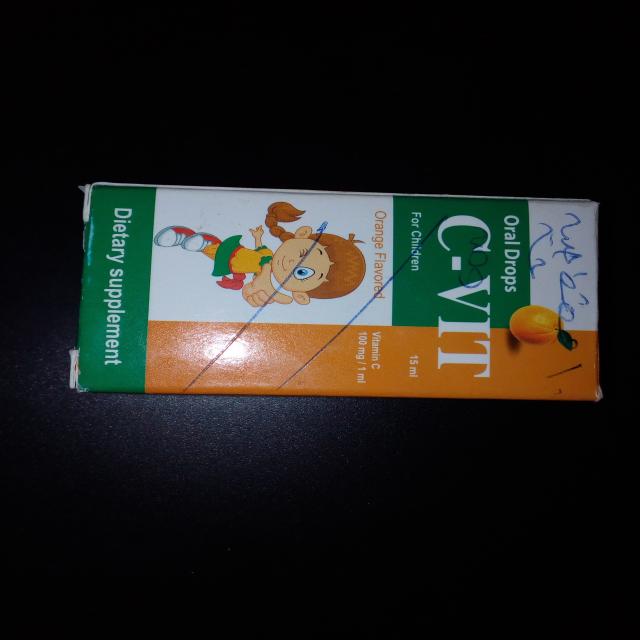 Oral Drops
C-VIT
For Children
15 ml
Orange Flavored
Vitamin C
100 mg / 1 ml
Dietary supplement